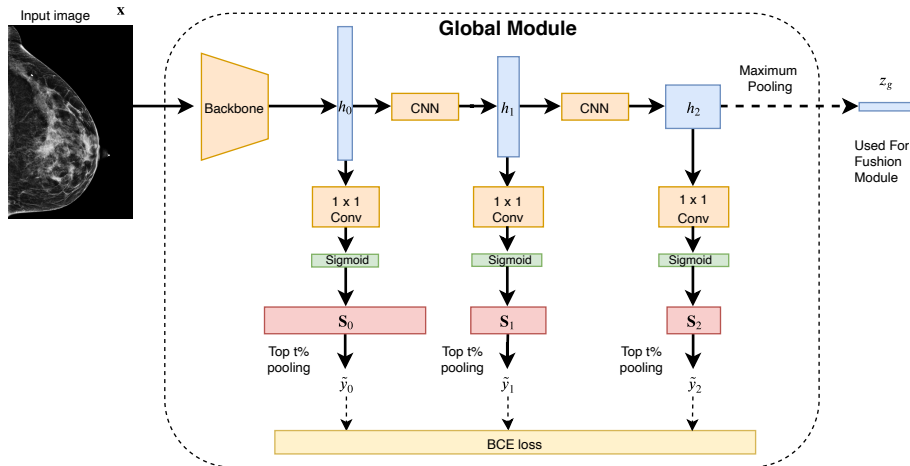 Input image x
Global Module
Backbone
h₀
CNN
h₁
CNN
h₂
Maximum
Pooling
z_g
Used For
Fushion
Module
1 x 1
Conv
1 x 1
Conv
1 x 1
Conv
Sigmoid
Sigmoid
Sigmoid
S₀
S₁
S₂
Top t%
pooling
Top t%
pooling
Top t%
pooling
ỹ₀
ỹ₁
ỹ₂
BCE loss